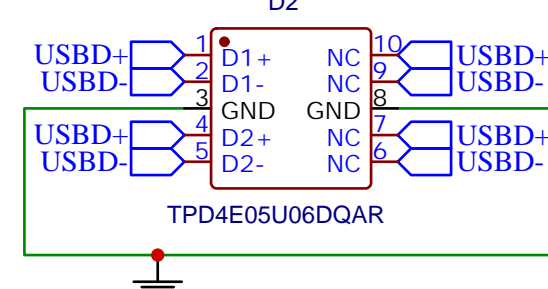 D2
USBD+ 1 D1+ NC 10 USBD+
USBD- 2 D1- NC 9 USBD-
3 GND GND 8
USBD+ 4 D2+ NC 7 USBD+
USBD- 5 D2- NC 6 USBD-
TPD4E05U06DQAR